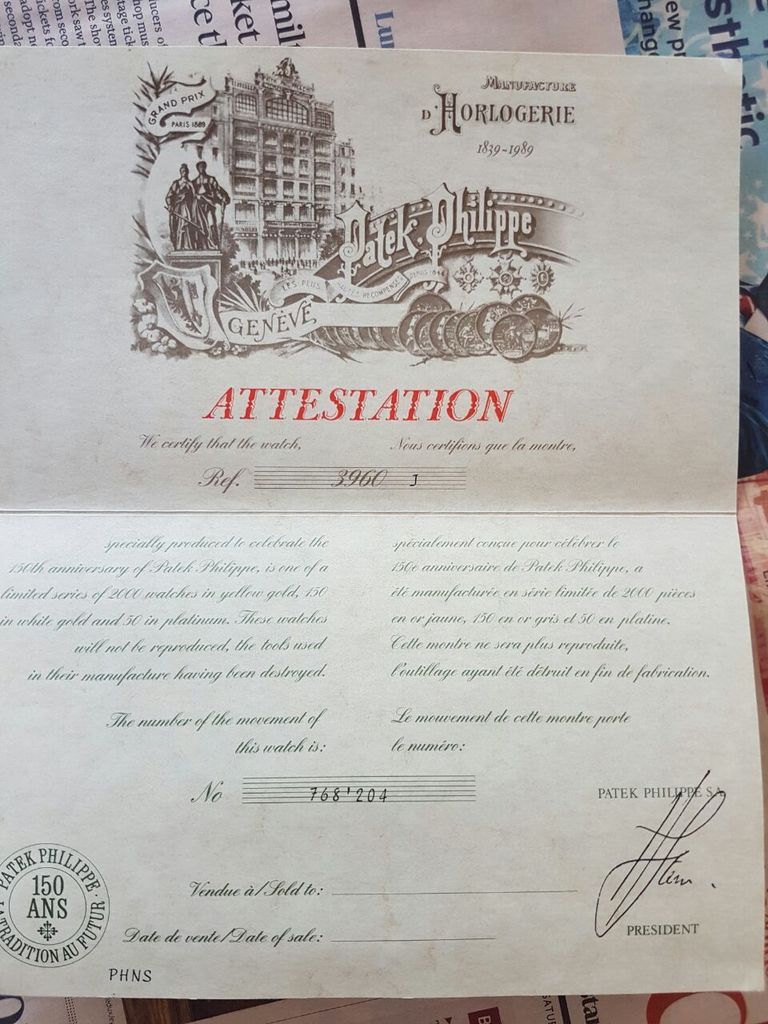 GRAND PRIX
PARIS 1889
MANUFACTURE
D'HORLOGERIE
1839-1989
Patek Philippe
LES PLUS HAUTES RECOMPENSES DEPUIS 1844
GENÈVE
ATTESTATION
We certify that the watch,
Nous certifions que la montre,
Ref. 3960 J
specially produced to celebrate the
150th anniversary of Patek Philippe, is one of a
limited series of 2000 watches in yellow gold, 150
in white gold and 50 in platinum. These watches
will not be reproduced, the tools used
in their manufacture having been destroyed.
spécialement conçue pour célébrer le
150e anniversaire de Patek Philippe, a
été manufacturée en série limitée de 2000 pièces
en or jaune, 150 en or gris et 50 en platine.
Cette montre ne sera plus reproduite,
l'outillage ayant été détruit en fin de fabrication.
The number of the movement of
this watch is:
Le mouvement de cette montre porte
le numéro:
No 768'204
PATEK PHILIPPE SA
PRESIDENT
Vendue à/Sold to:
Date de vente/Date of sale:
PATEK PHILIPPE
150
ANS
TRADITION AU FUTUR
PHNS